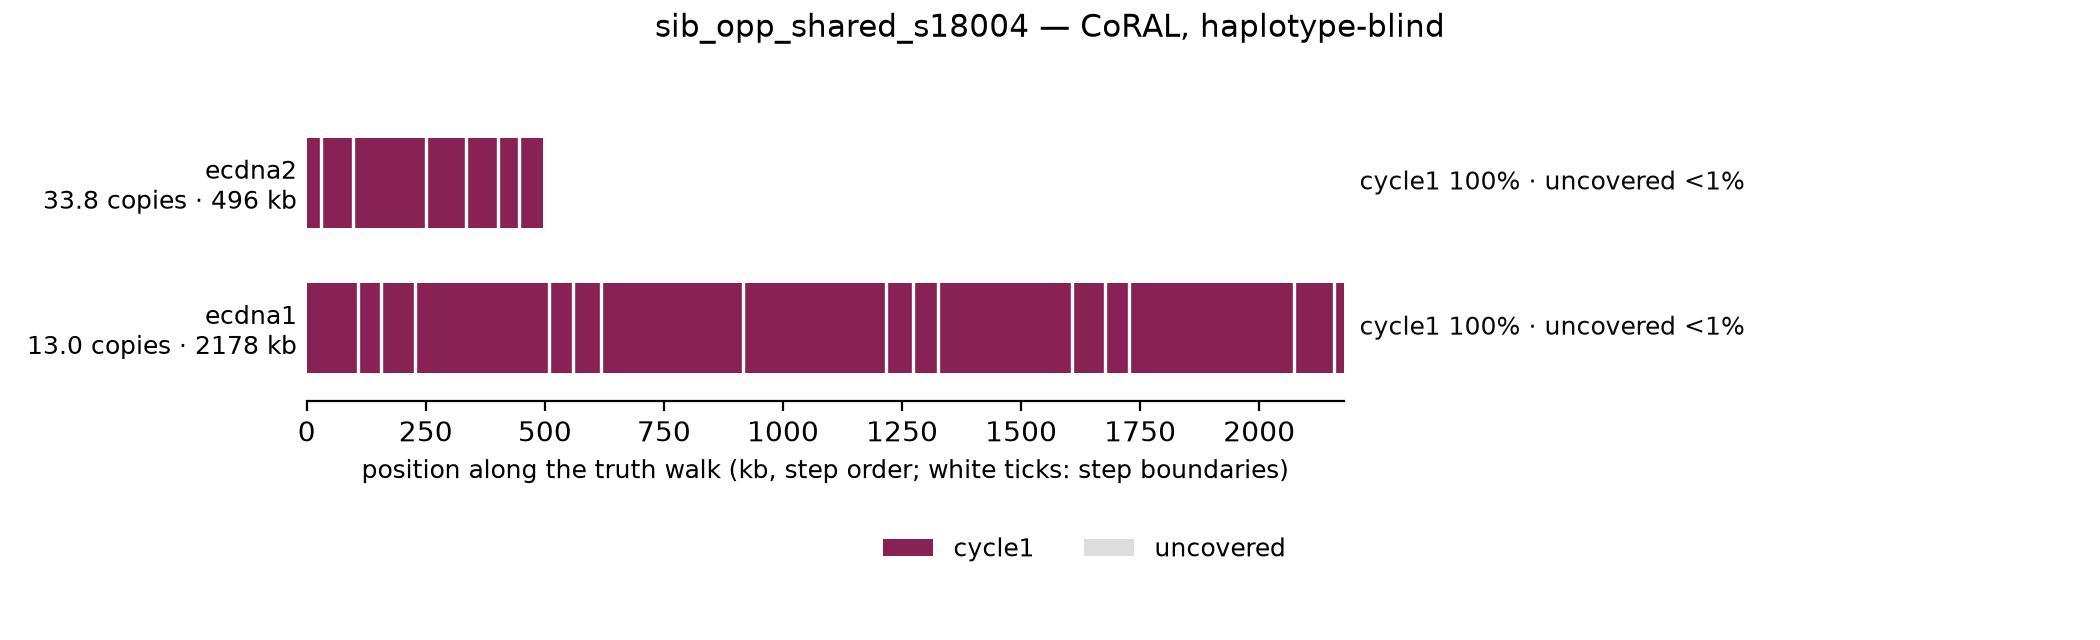 sib_opp_shared_s18004 — CoRAL, haplotype-blind
ecdna2
33.8 copies · 496 kb
cycle1 100% · uncovered <1%
ecdna1
13.0 copies · 2178 kb
cycle1 100% · uncovered <1%
0 250 500 750 1000 1250 1500 1750 2000
position along the truth walk (kb, step order; white ticks: step boundaries)
cycle1 uncovered